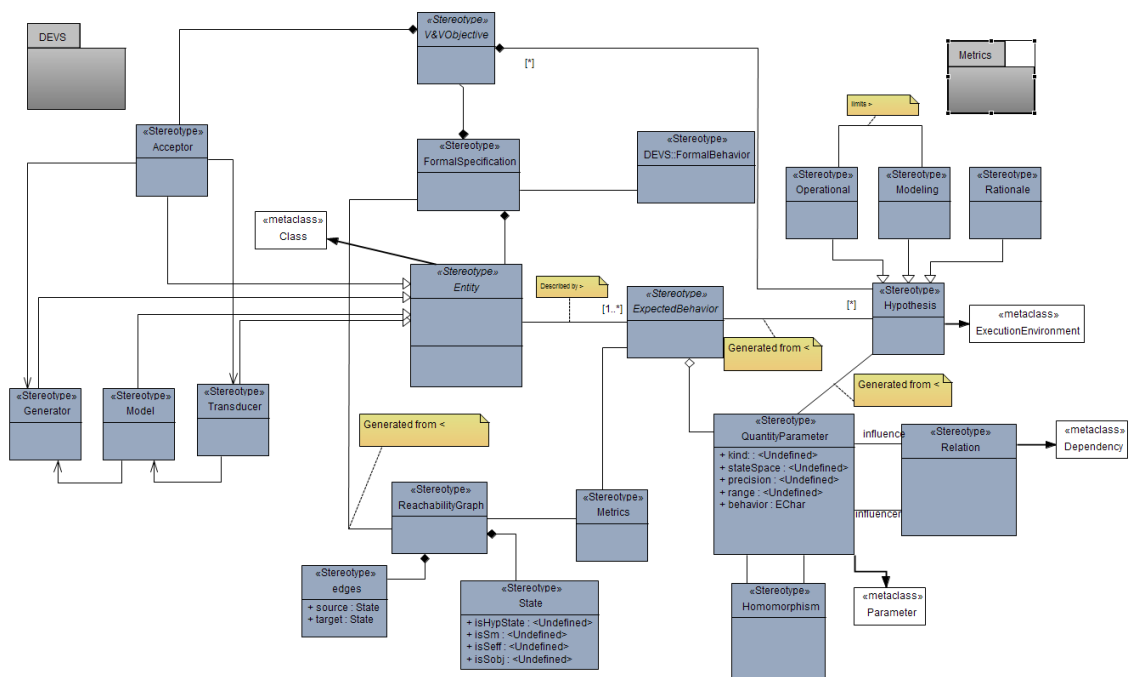 DEVS
«Stereotype»
V&VObjective
[*]
Metrics
limits >
«Stereotype»
Acceptor
«Stereotype»
FormalSpecification
«Stereotype»
DEVS::FormalBehavior
«Stereotype»
Operational
«Stereotype»
Modeling
«Stereotype»
Rationale
«metaclass»
Class
«Stereotype»
Entity
Described by >
[1..*]
«Stereotype»
ExpectedBehavior
[*]
«Stereotype»
Hypothesis
«metaclass»
ExecutionEnvironment
Generated from <
Generated from <
«Stereotype»
Generator
«Stereotype»
Model
«Stereotype»
Transducer
Generated from <
«Stereotype»
QuantityParameter
+ kind: : <Undefined>
+ stateSpace : <Undefined>
+ precision : <Undefined>
+ range : <Undefined>
+ behavior : EChar
influence
influencer
«Stereotype»
Relation
«metaclass»
Dependency
«Stereotype»
ReachabilityGraph
«Stereotype»
Metrics
«Stereotype»
edges
+ source : State
+ target : State
«Stereotype»
State
+ isHypState : <Undefined>
+ isSm : <Undefined>
+ isSeff : <Undefined>
+ isSobj : <Undefined>
«Stereotype»
Homomorphism
«metaclass»
Parameter